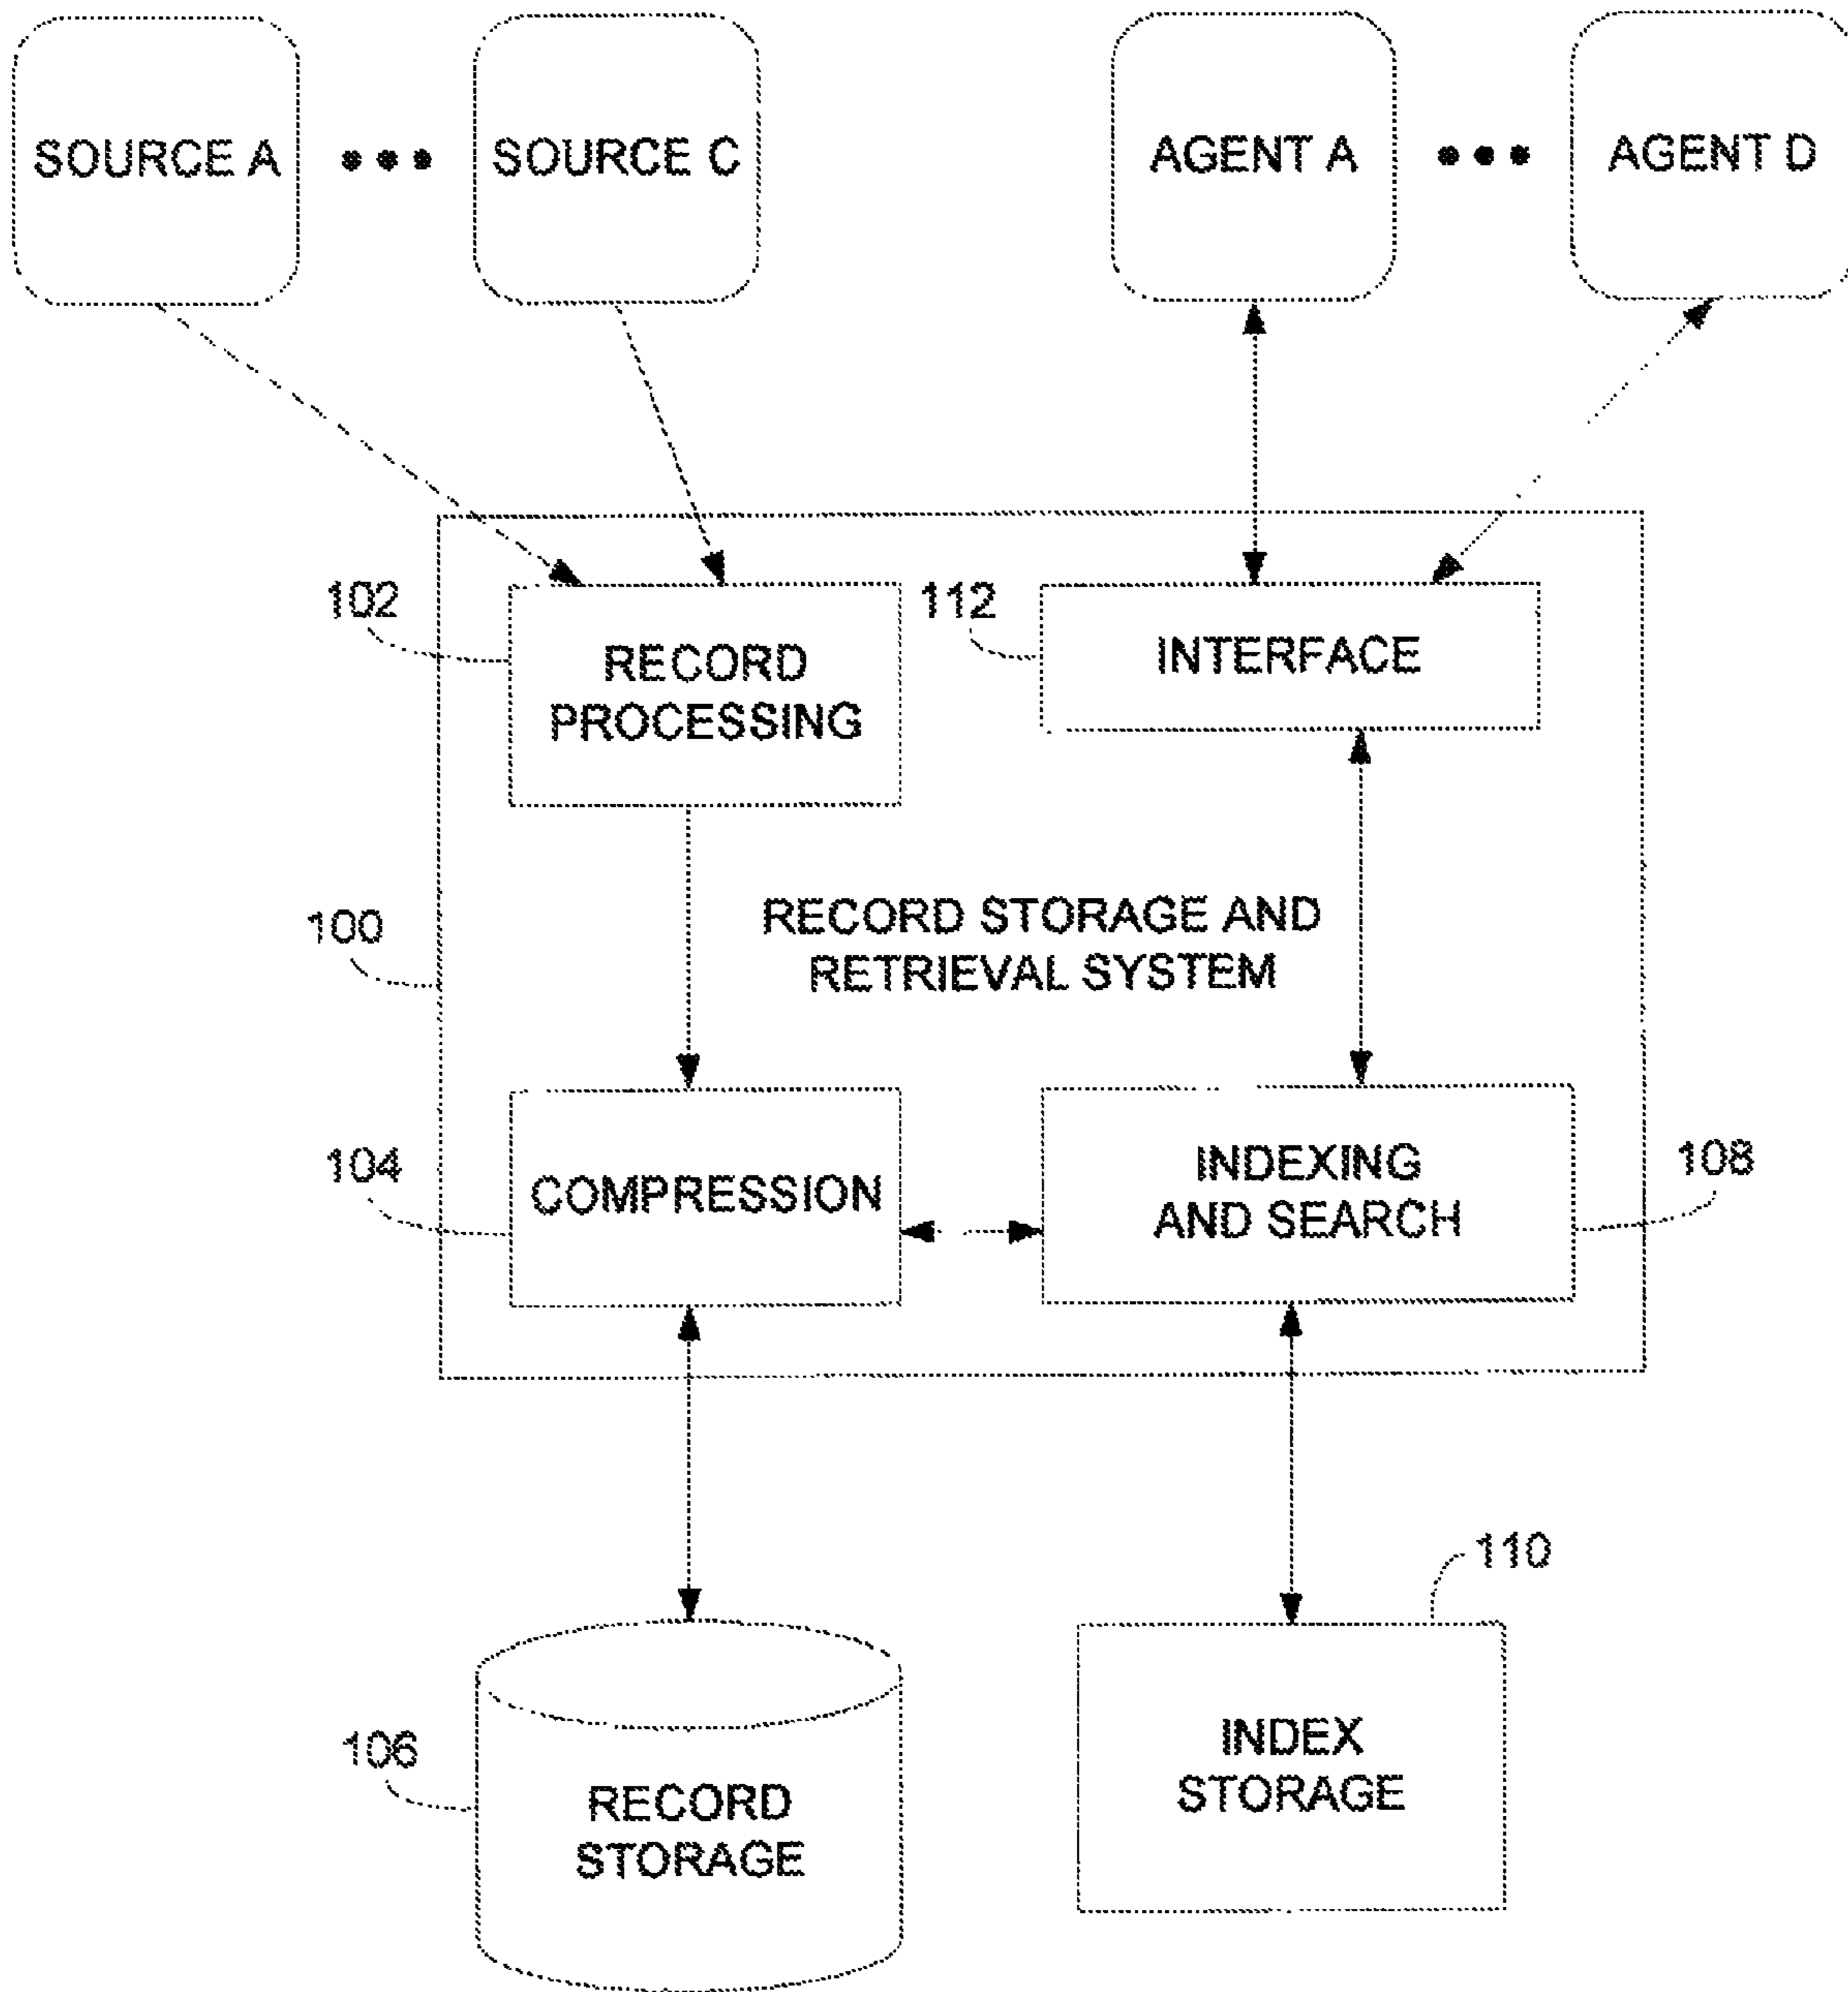 SOURCE A
•••
SOURCE C
AGENT A
•••
AGENT D
102
RECORD
PROCESSING
112
INTERFACE
100
RECORD STORAGE AND
RETRIEVAL SYSTEM
104
COMPRESSION
INDEXING
AND SEARCH
108
106
RECORD
STORAGE
110
INDEX
STORAGE